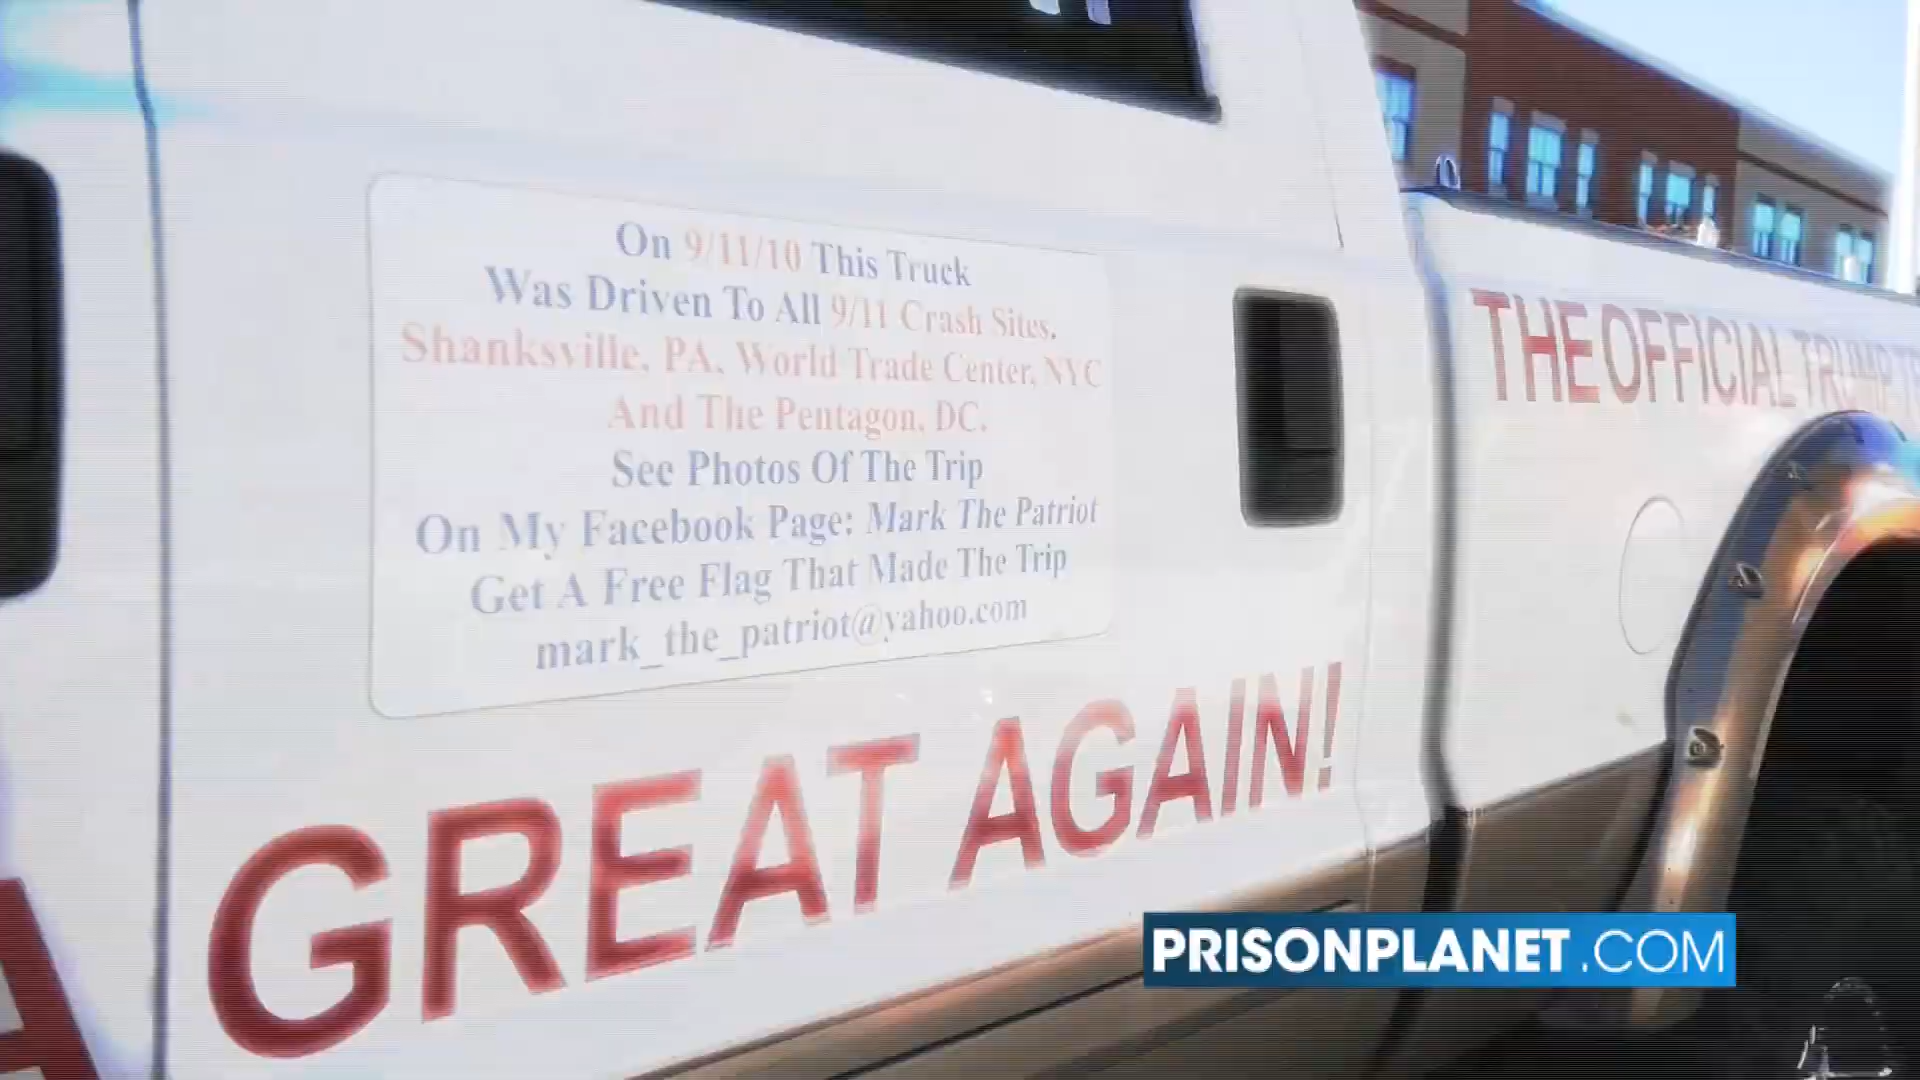 On 9/11/10 This Truck
Was Driven To All 9/11 Crash Sites.
Shanksville, PA, World Trade Center, NYC
And The Pentagon, DC.
See Photos Of The Trip
On My Facebook Page: Mark The Patriot
Get A Free Flag That Made The Trip
mark_the_patriot@yahoo.com
THE OFFICIAL TRUMP
A GREAT AGAIN!
PRISONPLANET.COM